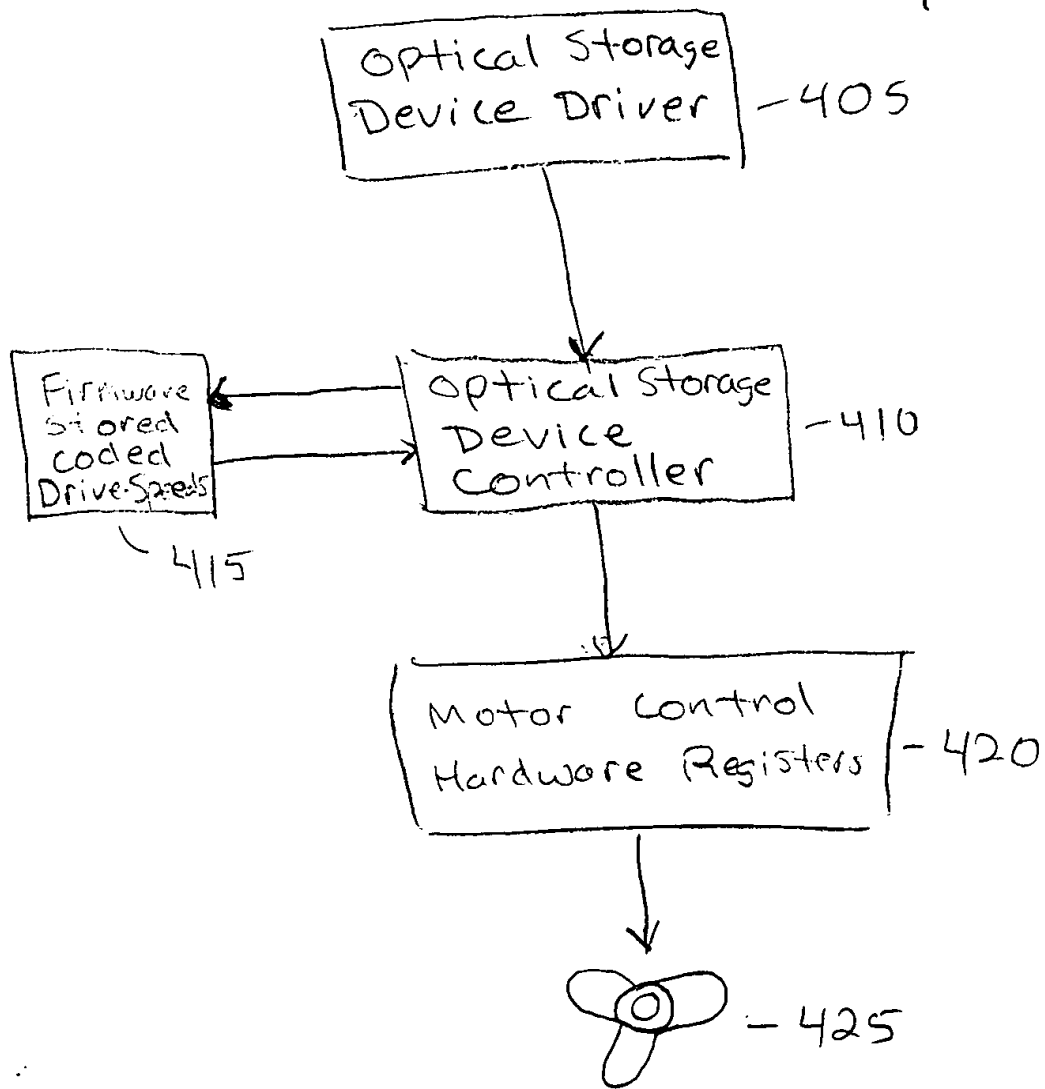 Optical Storage
Device Driver
-405
Firmware
Stored
Coded
Drive Speeds
415
Optical Storage
Device
Controller
-410
Motor Control
Hardware Registers
-420
-425